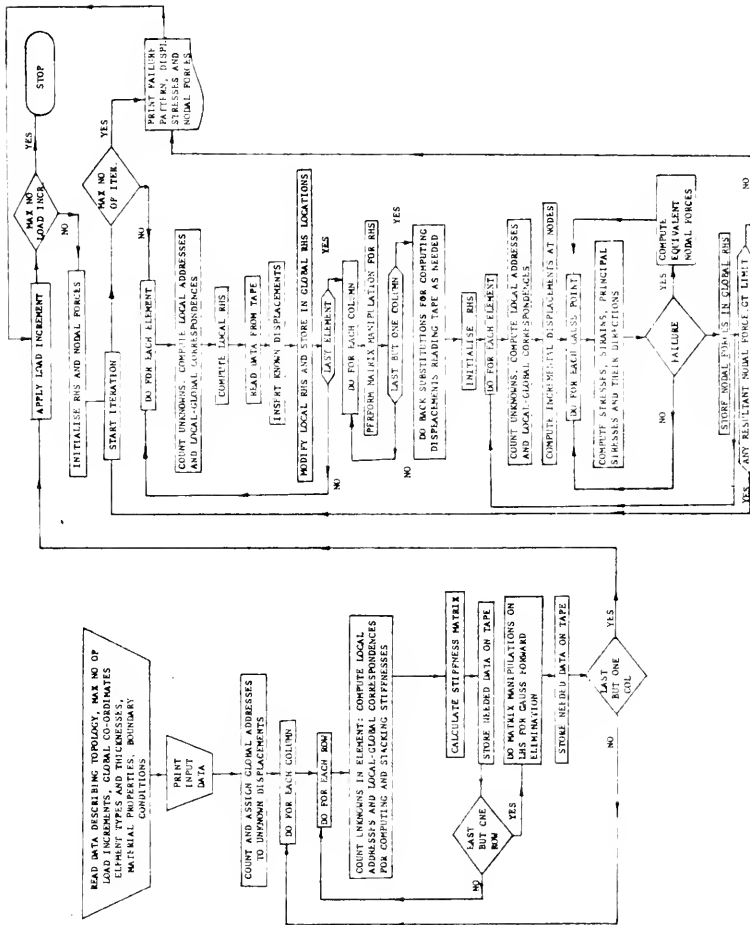 READ DATA DESCRIBING TOPOLOGY, MAX NO OF
LOAD INCREMENTS, GLOBAL CO-ORDINATES
ELEMENT TYPES AND THICKNESSES,
MATERIAL PROPERTIES, BOUNDARY
CONDITIONS
PRINT
INPUT
DATA
COUNT AND ASSIGN GLOBAL ADDRESSES
TO UNKNOWN DISPLACEMENTS
DO FOR EACH COLUMN
DO FOR EACH ROW
COUNT UNKNOWNS IN ELEMENT: COMPUTE LOCAL
ADDRESSES AND LOCAL-GLOBAL CORRESPONDENCES
FOR COMPUTING AND STACKING STIFFNESSES
CALCULATE STIFFNESS MATRIX
STORE NEEDED DATA ON TAPE
LAST
BUT ONE
ROW
NO
YES
DO MATRIX MANIPULATIONS ON
LHS FOR GAUSS FORWARD
ELIMINATION
STORE NEEDED DATA ON TAPE
LAST
BUT ONE
COL
NO
YES
APPLY LOAD INCREMENT
MAX NO
LOAD INCR.
YES
STOP
NO
INITIALISE RHS AND NODAL FORCES
START ITERATION
MAX NO
OF ITER.
YES
PRINT FAILURE
PATTERN, DISPL.
STRESSES AND
NODAL FORCES
NO
DO FOR EACH ELEMENT
COUNT UNKNOWNS, COMPUTE LOCAL ADDRESSES
AND LOCAL-GLOBAL CORRESPONDENCES
COMPUTE LOCAL RHS
READ DATA FROM TAPE
INSERT KNOWN DISPLACEMENTS
MODIFY LOCAL RHS AND STORE IN GLOBAL RHS LOCATIONS
LAST ELEMENT
YES
NO
DO FOR EACH COLUMN
PERFORM MATRIX MANIPULATION FOR RHS
LAST BUT ONE COLUMN
YES
NO
DO BACK SUBSTITUTIONS FOR COMPUTING
DISPLACEMENTS READING TAPE AS NEEDED
INITIALISE RHS
DO FOR EACH ELEMENT
COUNT UNKNOWNS, COMPUTE LOCAL ADDRESSES
AND LOCAL-GLOBAL CORRESPONDENCES
COMPUTE INCREMENTAL DISPLACEMENTS AT NODES
DO FOR EACH GAUSS POINT
COMPUTE STRESSES, STRAINS, PRINCIPAL
STRESSES AND THEIR DIRECTIONS
FAILURE
NO
YES
COMPUTE
EQUIVALENT
NODAL FORCES
STORE NODAL FORCES IN GLOBAL RHS
YES
ANY RESULTANT NODAL FORCE.GT LIMIT
NO